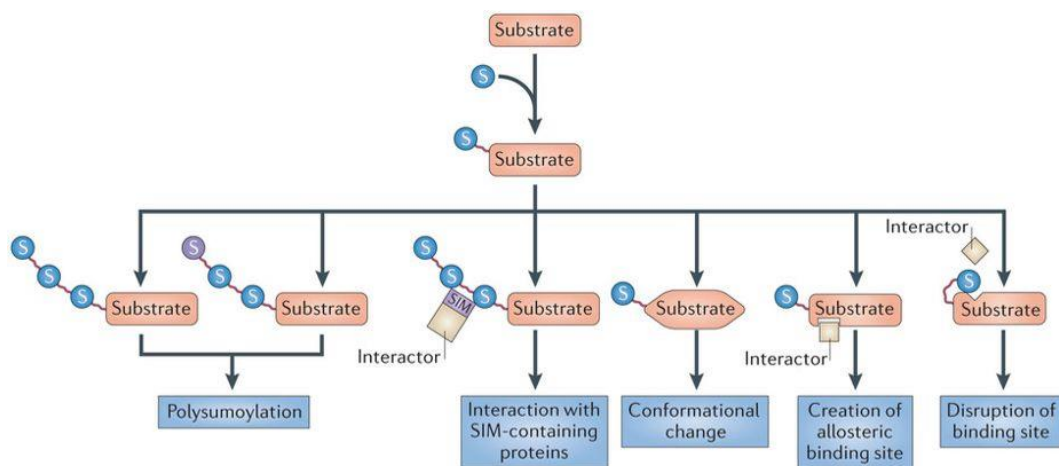 Substrate
S
S
Substrate
Interactor
S
S
S
S
S
S
S
S
S
S
SIM
S
S
S
Substrate
Substrate
Substrate
Substrate
Substrate
Substrate
Interactor
Interactor
Polysumoylation
Interaction with
SIM-containing
proteins
Conformational
change
Creation of
allosteric
binding site
Disruption of
binding site